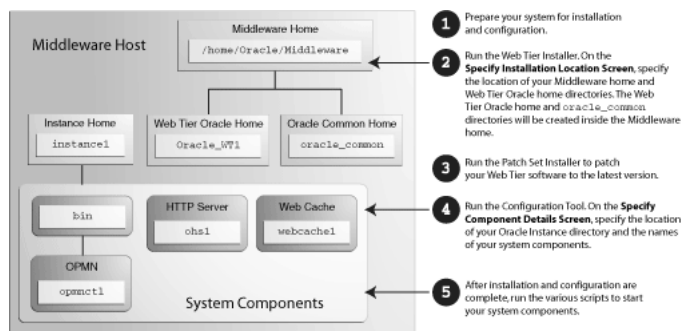 Middleware Host
Middleware Home
/home/Oracle/Middleware
Instance Home
instance1
Web Tier Oracle Home
Oracle_WT1
Oracle Common Home
oracle_common
bin
HTTP Server
ohs1
Web Cache
webcache1
OPMN
opmnctl
System Components
1
Prepare your system for installation
and configuration.
2
Run the Web Tier Installer. On the
Specify Installation Location Screen, specify
the location of your Middleware home and
Web Tier Oracle home directories. The Web
Tier Oracle home and oracle_common
directories will be created inside the Middleware
home.
3
Run the Patch Set Installer to patch
your Web Tier software to the latest version.
4
Run the Configuration Tool. On the Specify
Component Details Screen, specify the location
of your Oracle Instance directory and the names
of your system components.
5
After installation and configuration are
complete, run the various scripts to start
your system components.